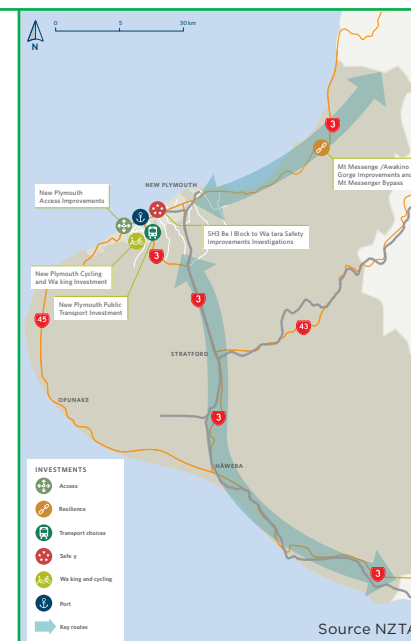 N
0 5 30 km
3
Mt Messenge /Awakino
Gorge Improvements and
Mt Messenger Bypass
NEW PLYMOUTH
New Plymouth
Access Improvements
SH3 Be l Block to Wa tara Safety
Improvements Investigations
New Plymouth Cycling
and Wa king Investment
3
New Plymouth Public
Transport Investment
3
45
43
STRATFORD
OPUNAKE
3
HĀWERA
3
INVESTMENTS
Access
Resilience
Transport choices
Safe y
Wa king and cycling
Port
Key routes
Source NZTA